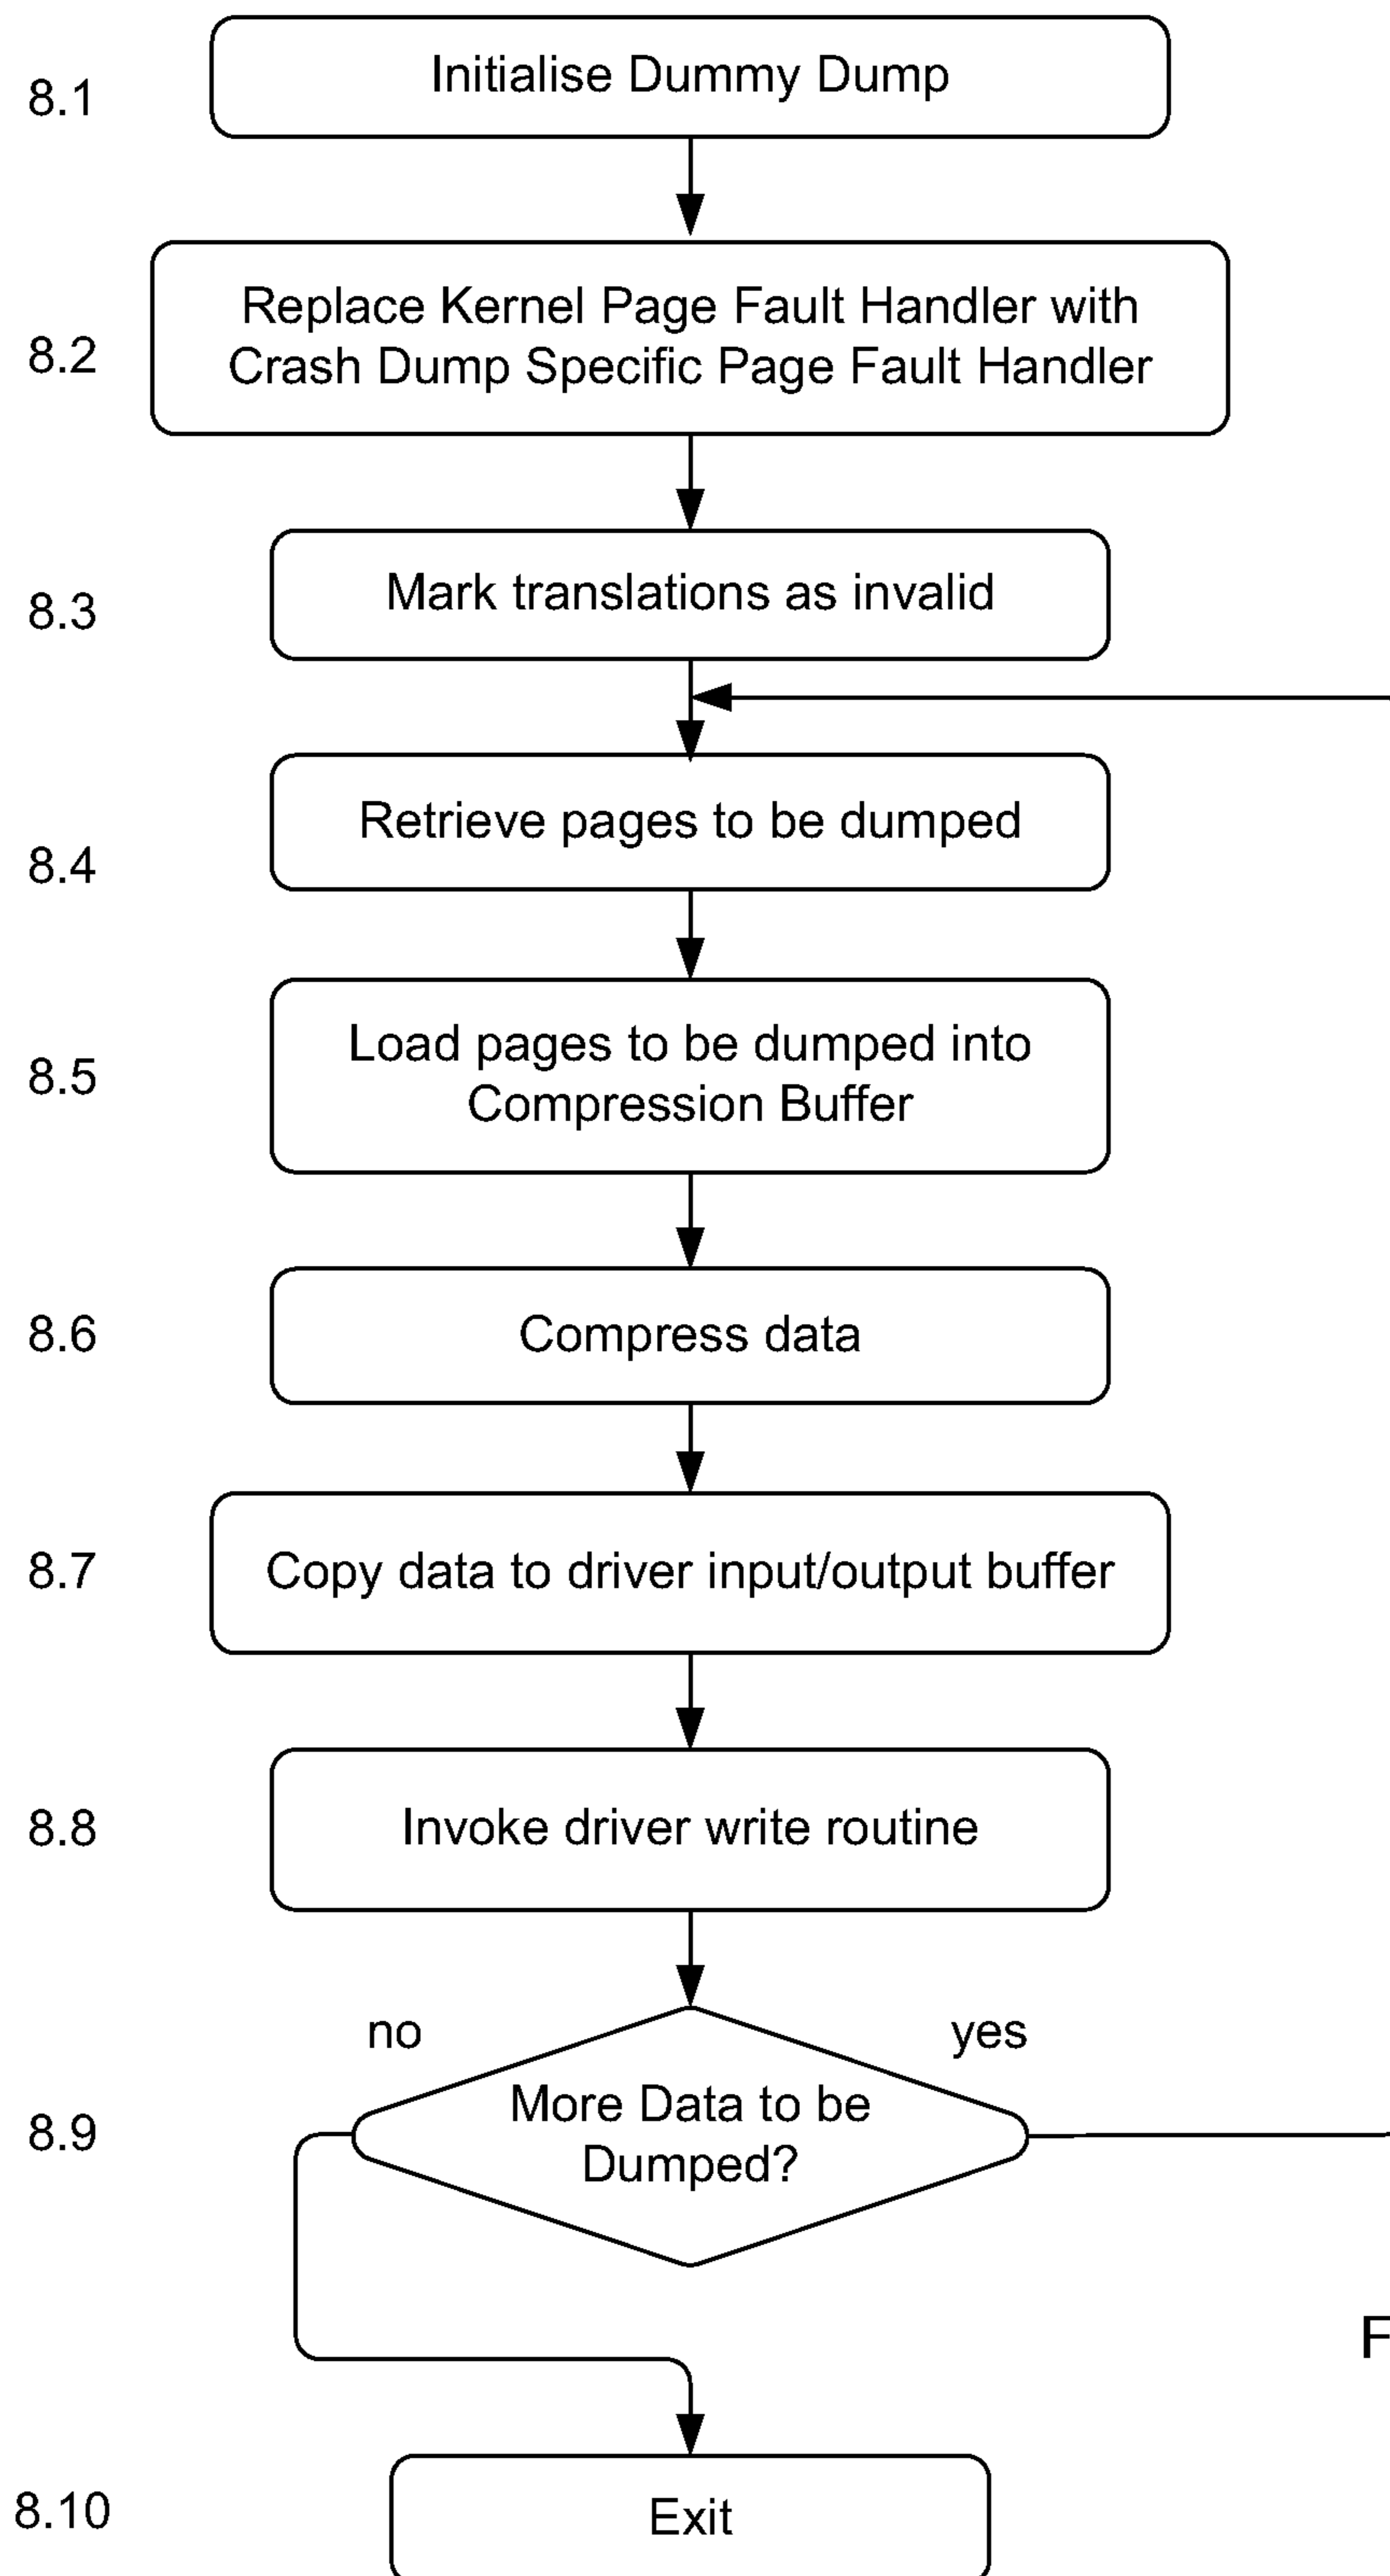 8.1
Initialise Dummy Dump
8.2
Replace Kernel Page Fault Handler with
Crash Dump Specific Page Fault Handler
8.3
Mark translations as invalid
8.4
Retrieve pages to be dumped
8.5
Load pages to be dumped into
Compression Buffer
8.6
Compress data
8.7
Copy data to driver input/output buffer
8.8
Invoke driver write routine
no
yes
8.9
More Data to be
Dumped?
F
8.10
Exit